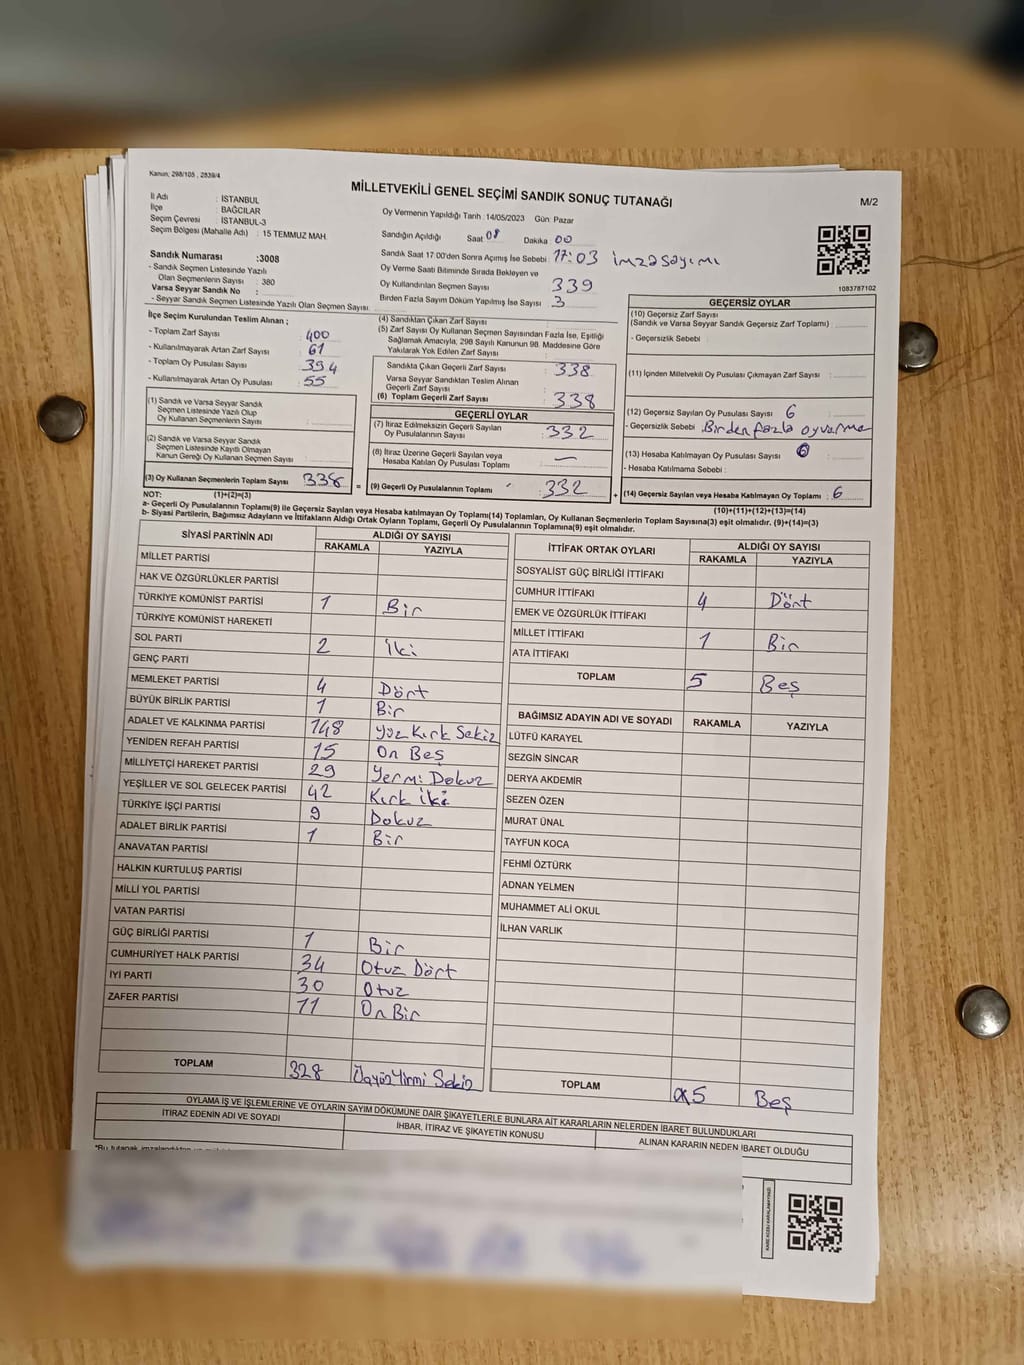 Kanun; 298/105 , 2839/4
MİLLETVEKİLİ GENEL SEÇİMİ SANDIK SONUÇ TUTANAĞI
M/2
İl Adı : İSTANBUL
İlçe : BAĞCILAR
Seçim Çevresi : İSTANBUL-3
Seçim Bölgesi (Mahalle Adı) : 15 TEMMUZ MAH.
Oy Vermenin Yapıldığı Tarih :14/05/2023 Gün: Pazar
Sandığın Açıldığı Saat 08 Dakika 00
Sandık Saat 17:00'den Sonra Açımış İse Sebebi : 17:03 imza sayımı
Oy Verme Saati Bitiminde Sırada Bekleyen ve
Oy Kullandırılan Seçmen Sayısı 339
Birden Fazla Sayım Döküm Yapılmış İse Sayısı : 3
1083787102
Sandık Numarası :3008
- Sandık Seçmen Listesinde Yazılı
Olan Seçmenlerin Sayısı : 380
Varsa Seyyar Sandık No :
- Seyyar Sandık Seçmen Listesinde Yazılı Olan Seçmen Sayısı
İlçe Seçim Kurulundan Teslim Alınan ;
- Toplam Zarf Sayısı : 400
- Kullanılmayarak Artan Zarf Sayısı : 61
- Toplam Oy Pusulası Sayısı : 394
- Kullanılmayarak Artan Oy Pusulası : 55
(1) Sandık ve Varsa Seyyar Sandık
Seçmen Listesinde Yazılı Olup
Oy Kullanan Seçmenlerin Sayısı :
(2) Sandık ve Varsa Seyyar Sandık
Seçmen Listesinde Kayıtlı Olmayan
Kanun Gereği Oy Kullanan Seçmen Sayısı :
(3) Oy Kullanan Seçmenlerin Toplam Sayısı : 338
(4) Sandıktan Çıkan Zarf Sayısı :
(5) Zarf Sayısı Oy Kullanan Seçmen Sayısından Fazla İse, Eşitliği
Sağlamak Amacıyla, 298 Sayılı Kanunun 98. Maddesine Göre
Yakılarak Yok Edilen Zarf Sayısı :
Sandıkta Çıkan Geçerli Zarf Sayısı : 338
Varsa Seyyar Sandıktan Teslim Alınan
Geçerli Zarf Sayısı :
(6) Toplam Geçerli Zarf Sayısı : 338
GEÇERLİ OYLAR
(7) İtiraz Edilmeksizin Geçerli Sayılan
Oy Pusulalarının Sayısı : 332
(8) İtiraz Üzerine Geçerli Sayılan veya
Hesaba Katılan Oy Pusulası Toplamı : —
= (9) Geçerli Oy Pusulalarının Toplamı : 332
GEÇERSİZ OYLAR
(10) Geçersiz Zarf Sayısı
(Sandık ve Varsa Seyyar Sandık Geçersiz Zarf Toplamı) :
- Geçersizlik Sebebi :
(11) İçinden Milletvekili Oy Pusulası Çıkmayan Zarf Sayısı :
(12) Geçersiz Sayılan Oy Pusulası Sayısı : 6
- Geçersizlik Sebebi : Birden fazla oy verme
(13) Hesaba Katılmayan Oy Pusulası Sayısı :
- Hesaba Katılmama Sebebi :
+ (14) Geçersiz Sayılan veya Hesaba Katılmayan Oy Toplamı : 6
NOT: (1)+(2)=(3)
(10)+(11)+(12)+(13)=(14)
a- Geçerli Oy Pusulalarının Toplamı(9) ile Geçersiz Sayılan veya Hesaba Katılmayan Oy Toplamı(14) Toplamları, Oy Kullanan Seçmenlerin Toplam Sayısına(3) eşit olmalıdır. (9)+(14)=(3)
b- Siyasi Partilerin, Bağımsız Adayların ve İttifakların Aldığı Ortak Oyların Toplamı, Geçerli Oy Pusulalarının Toplamına(9) eşit olmalıdır.
SİYASİ PARTİNİN ADI ALDIĞI OY SAYISI
RAKAMLA YAZIYLA
MİLLET PARTİSİ
HAK VE ÖZGÜRLÜKLER PARTİSİ
TÜRKİYE KOMÜNİST PARTİSİ 1 Bir
TÜRKİYE KOMÜNİST HAREKETİ
SOL PARTİ 2 İki
GENÇ PARTİ
MEMLEKET PARTİSİ 4 Dört
BÜYÜK BİRLİK PARTİSİ 1 Bir
ADALET VE KALKINMA PARTİSİ 148 Yüz Kırk Sekiz
YENİDEN REFAH PARTİSİ 15 On Beş
MİLLİYETÇİ HAREKET PARTİSİ 29 Yermi Dokuz
YEŞİLLER VE SOL GELECEK PARTİSİ 42 Kırk İki
TÜRKİYE İŞÇİ PARTİSİ 9 Dokuz
ADALET BİRLİK PARTİSİ 1 Bir
ANAVATAN PARTİSİ
HALKIN KURTULUŞ PARTİSİ
MİLLİ YOL PARTİSİ
VATAN PARTİSİ
GÜÇ BİRLİĞİ PARTİSİ 1 Bir
CUMHURİYET HALK PARTİSİ 34 Otuz Dört
İYİ PARTİ 30 Otuz
ZAFER PARTİSİ 11 On Bir
TOPLAM 328 Üçyüz Yirmi Sekiz
İTTİFAK ORTAK OYLARI ALDIĞI OY SAYISI
RAKAMLA YAZIYLA
SOSYALİST GÜÇ BİRLİĞİ İTTİFAKI
CUMHUR İTTİFAKI 4 Dört
EMEK VE ÖZGÜRLÜK İTTİFAKI
MİLLET İTTİFAKI 1 Bir
ATA İTTİFAKI
TOPLAM 5 Beş
BAĞIMSIZ ADAYIN ADI VE SOYADI RAKAMLA YAZIYLA
LÜTFÜ KARAYEL
SEZGİN SİNCAR
DERYA AKDEMİR
SEZEN ÖZEN
MURAT ÜNAL
TAYFUN KOCA
FEHMİ ÖZTÜRK
ADNAN YELMEN
MUHAMMET ALİ OKUL
İLHAN VARLIK
TOPLAM 5 Beş
OYLAMA İŞ VE İŞLEMLERİNE VE OYLARIN SAYIM DÖKÜMÜNE DAİR ŞİKAYETLERLE BUNLARA AİT KARARLARIN NELERDEN İBARET BULUNDUKLARI
İTİRAZ EDENİN ADI VE SOYADI İHBAR, İTİRAZ VE ŞİKAYETİN KONUSU ALINAN KARARIN NEDEN İBARET OLDUĞU
KARE KODU KARALAMAYINIZ!